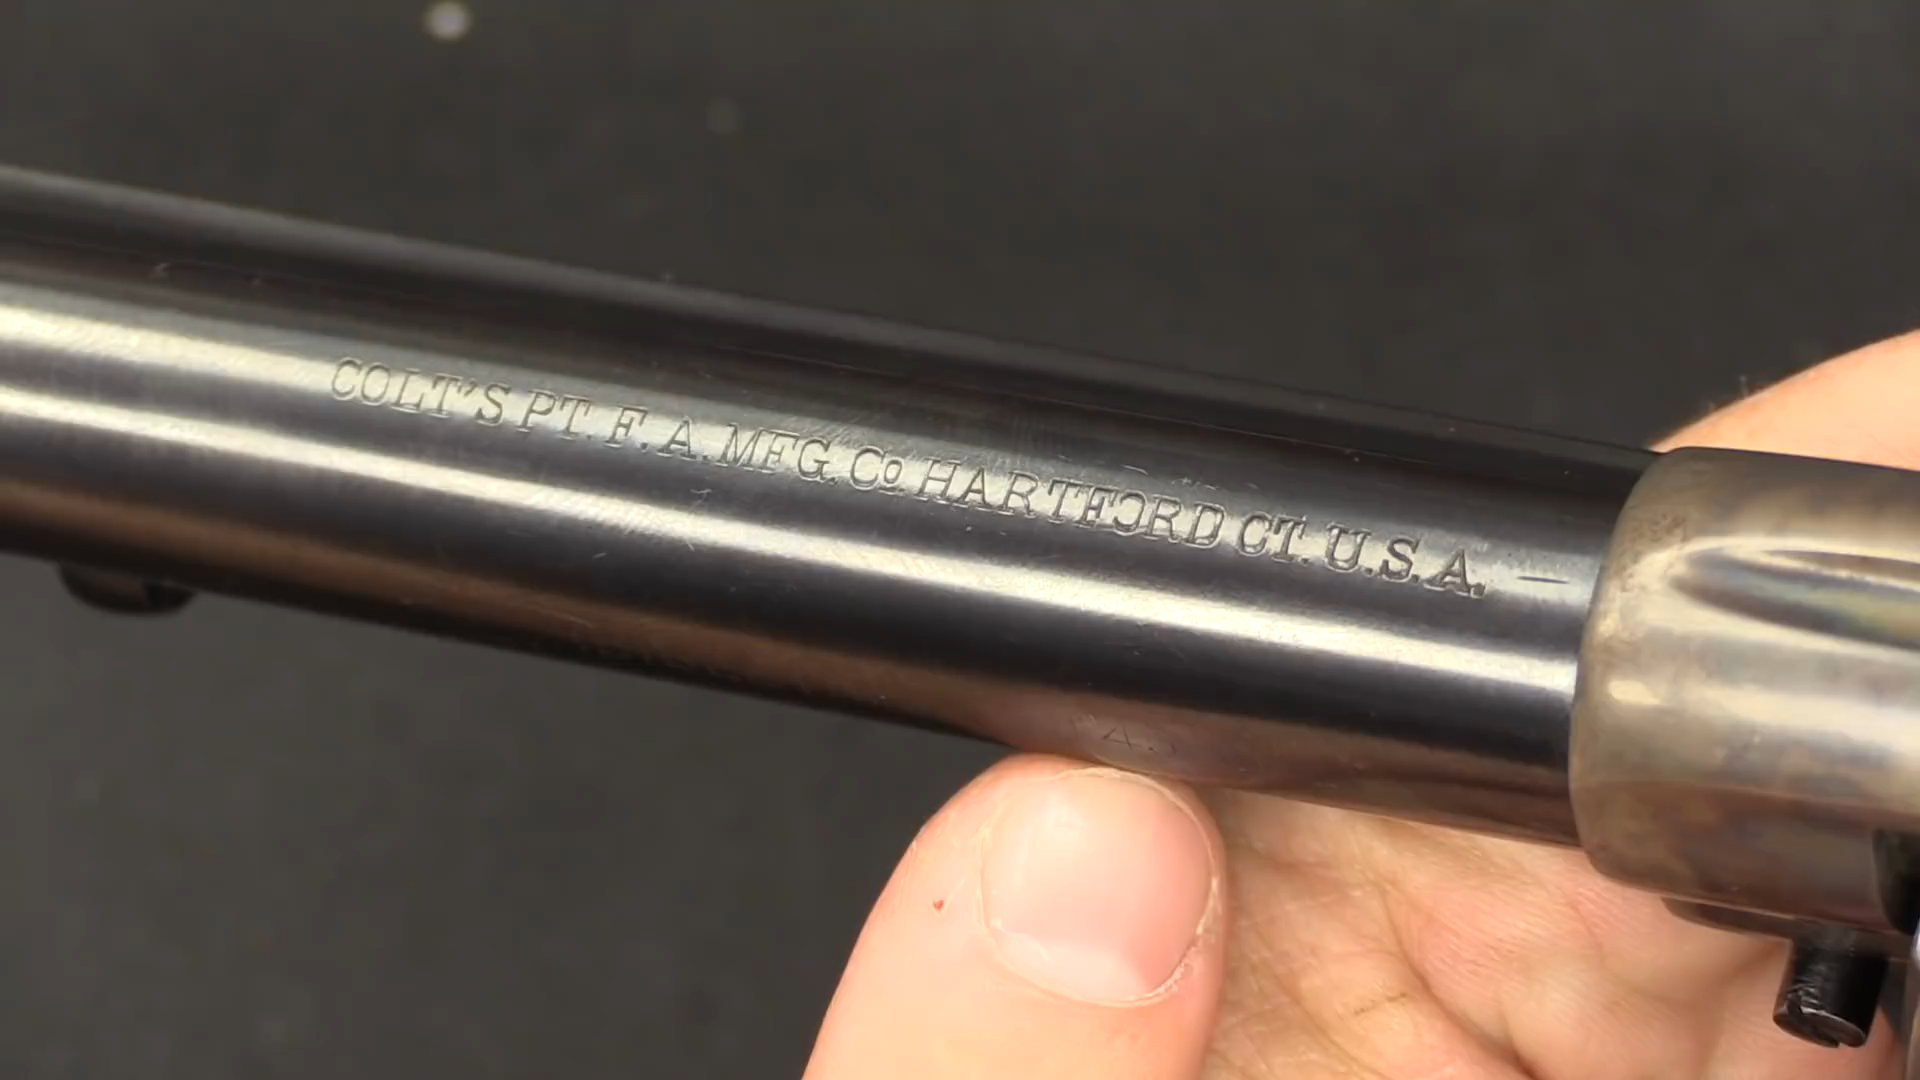 COLT'S PT. F. A. MFG. Co. HARTFORD CT. U.S.A. —